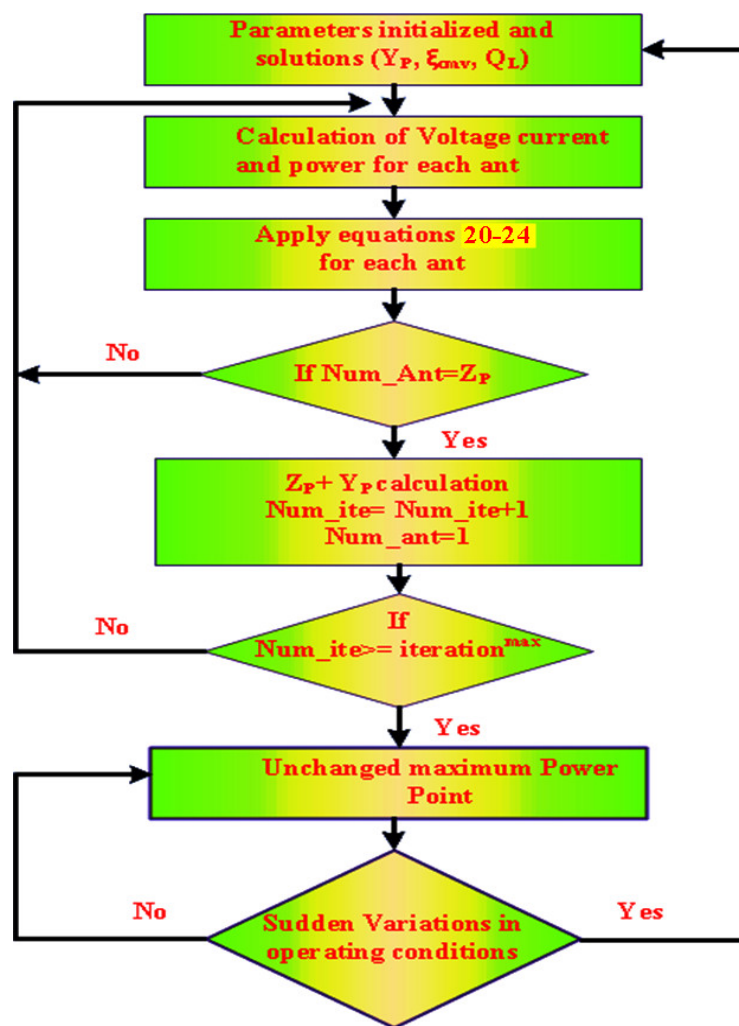 Parameters initialized and
solutions (Y_P, ξ_cmv, Q_L)
Calculation of Voltage current
and power for each ant
Apply equations 20-24
for each ant
No
If Num_Ant=Z_P
Yes
Z_P+ Y_P calculation
Num_ite= Num_ite+1
Num_ant=1
No
If
Num_ite>= iteration^max
Yes
Unchanged maximum Power
Point
No
Sudden Variations in
operating conditions
Yes